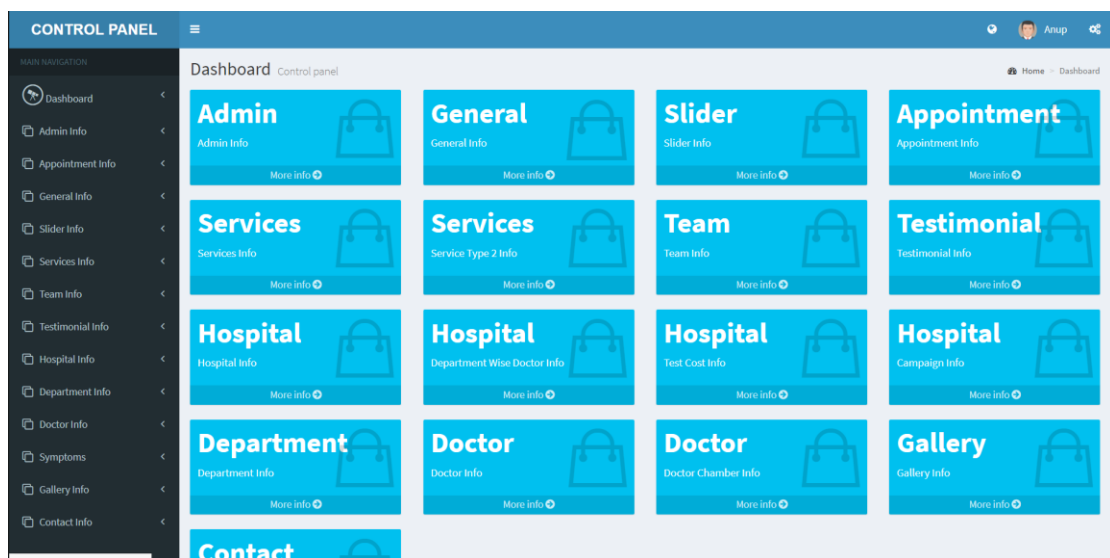 CONTROL PANEL
Anup
MAIN NAVIGATION
Dashboard
Admin Info
Appointment Info
General Info
Slider Info
Services Info
Team Info
Testimonial Info
Hospital Info
Department Info
Doctor Info
Symptoms
Gallery Info
Contact Info
Dashboard Control panel
Home > Dashboard
Admin
Admin Info
More info
General
General Info
More info
Slider
Slider Info
More info
Appointment
Appointment Info
More info
Services
Services Info
More info
Services
Service Type 2 Info
More info
Team
Team Info
More info
Testimonial
Testimonial Info
More info
Hospital
Hospital Info
More info
Hospital
Department Wise Doctor Info
More info
Hospital
Test Cost Info
More info
Hospital
Campaign Info
More info
Department
Department Info
More info
Doctor
Doctor Info
More info
Doctor
Doctor Chamber Info
More info
Gallery
Gallery Info
More info
Contact